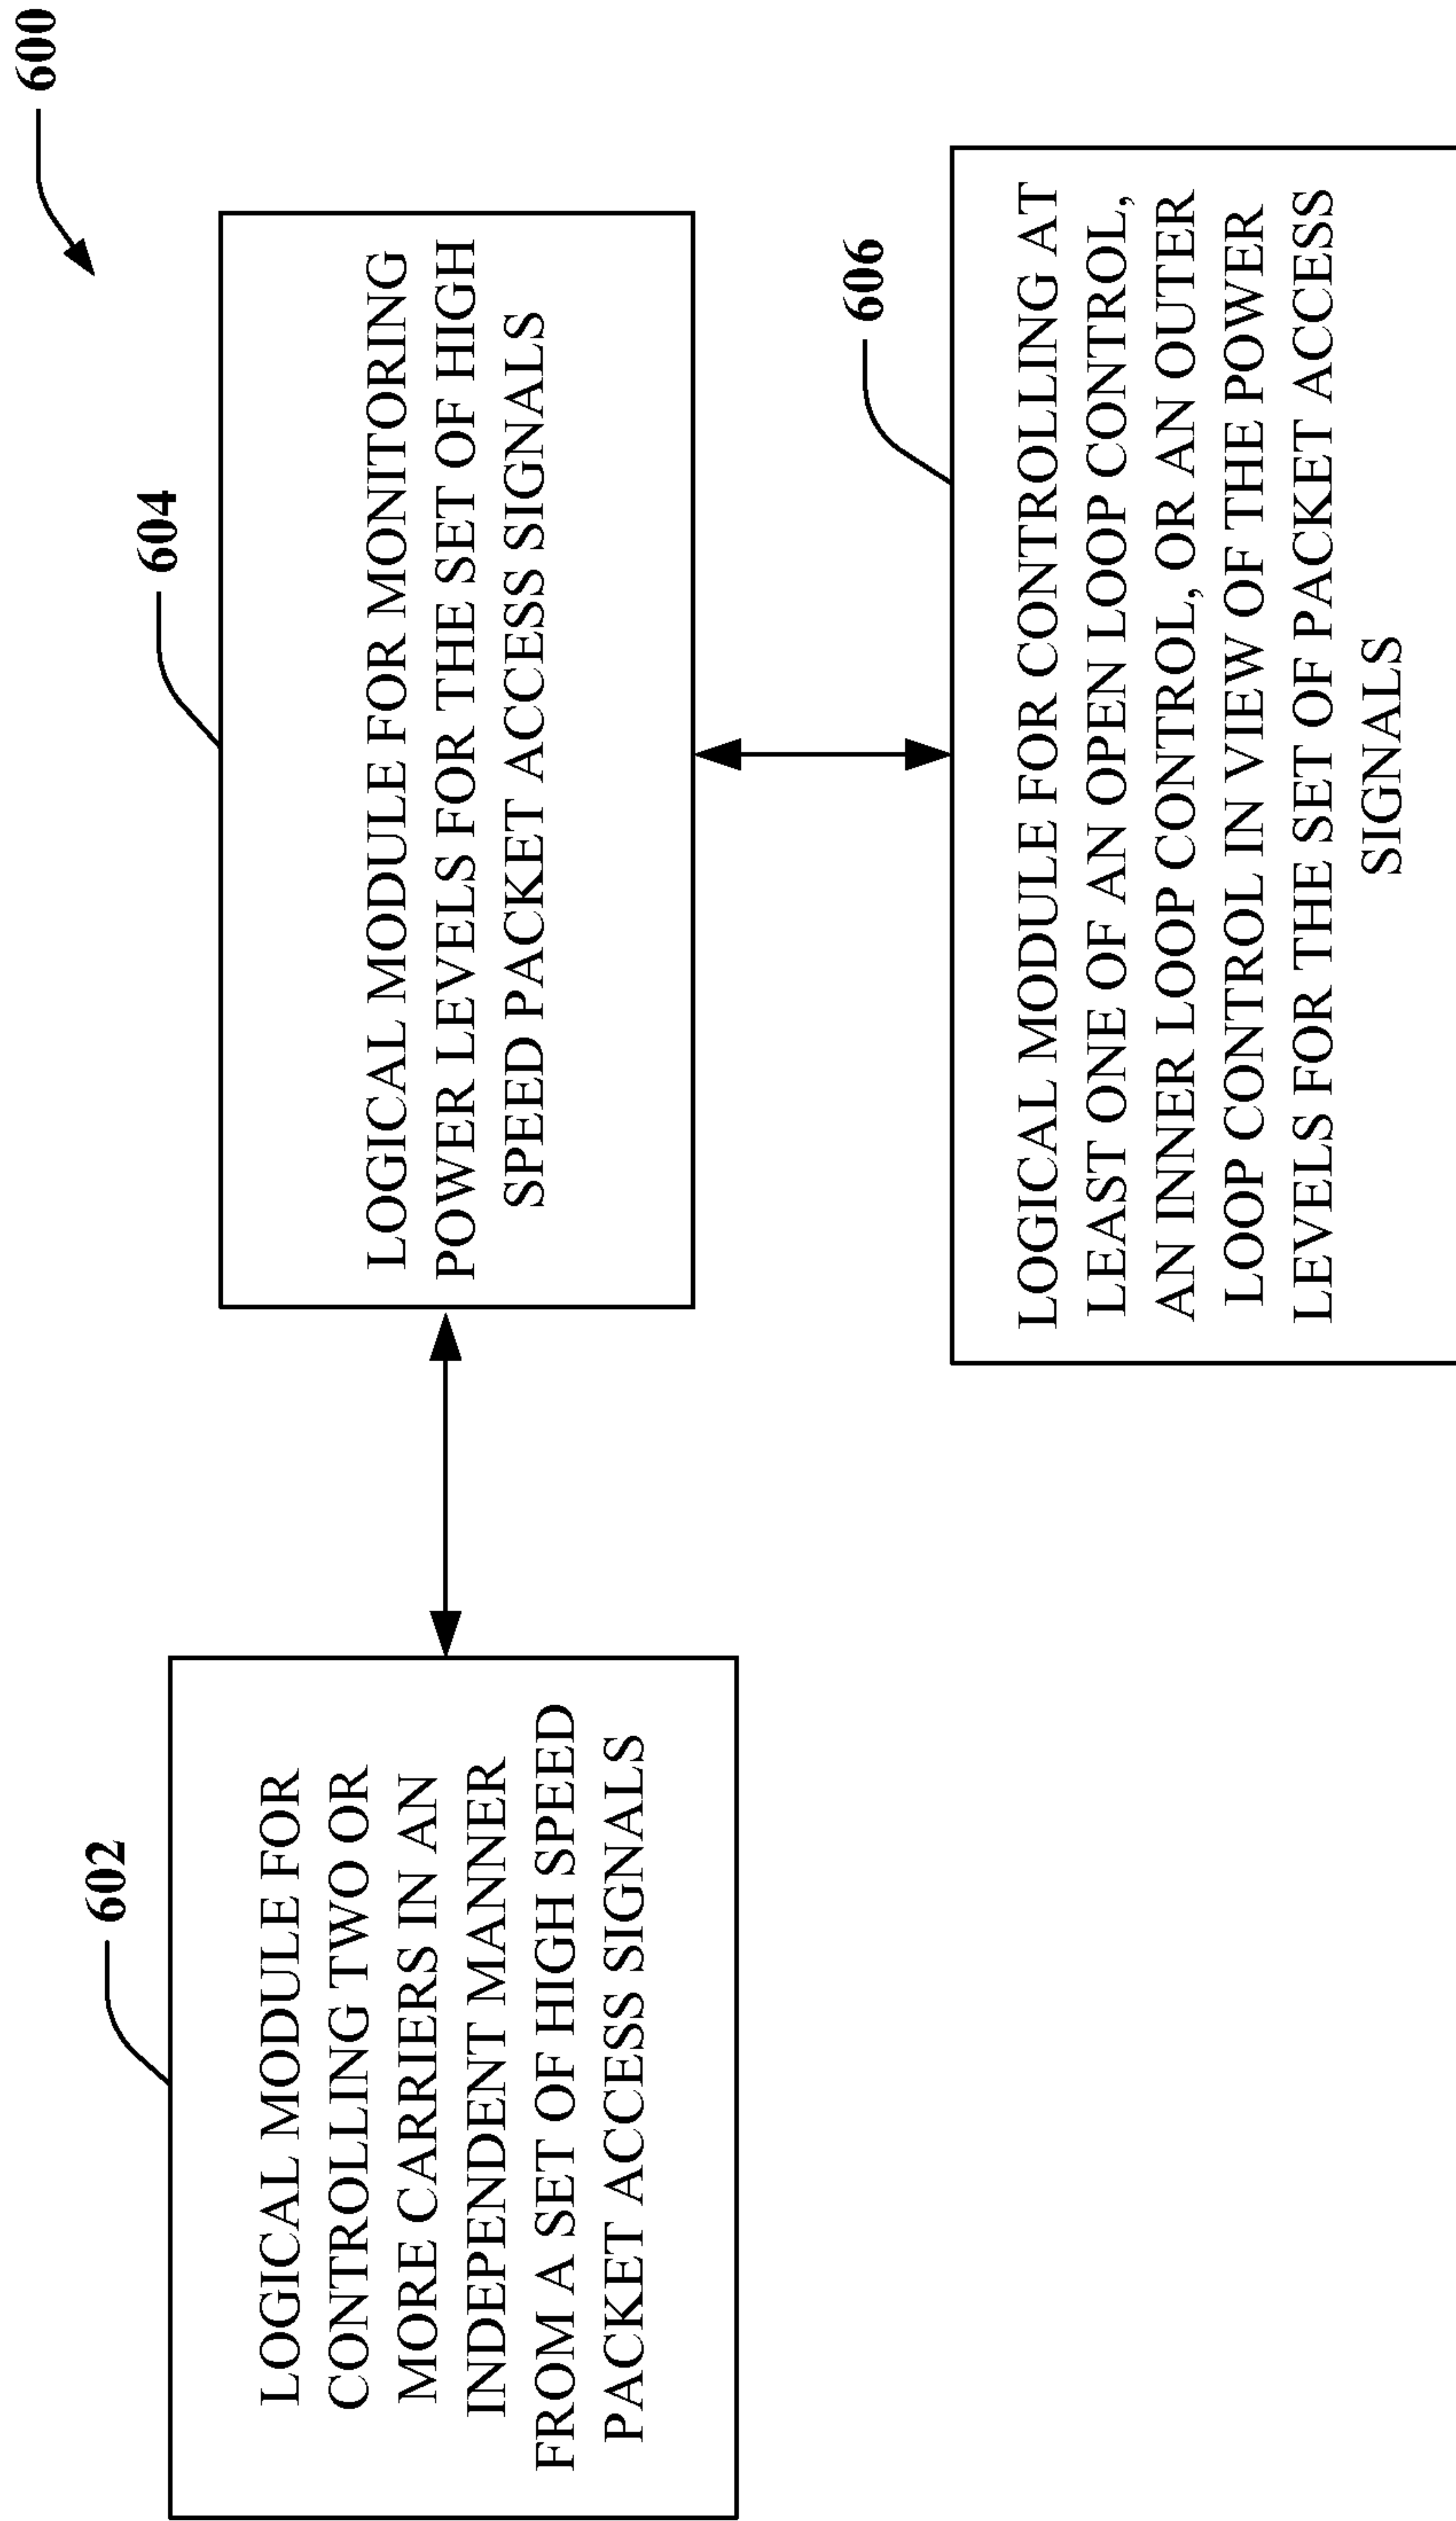 600
602
LOGICAL MODULE FOR
CONTROLLING TWO OR
MORE CARRIERS IN AN
INDEPENDENT MANNER
FROM A SET OF HIGH SPEED
PACKET ACCESS SIGNALS
604
LOGICAL MODULE FOR MONITORING
POWER LEVELS FOR THE SET OF HIGH
SPEED PACKET ACCESS SIGNALS
606
LOGICAL MODULE FOR CONTROLLING AT
LEAST ONE OF AN OPEN LOOP CONTROL,
AN INNER LOOP CONTROL, OR AN OUTER
LOOP CONTROL IN VIEW OF THE POWER
LEVELS FOR THE SET OF PACKET ACCESS
SIGNALS